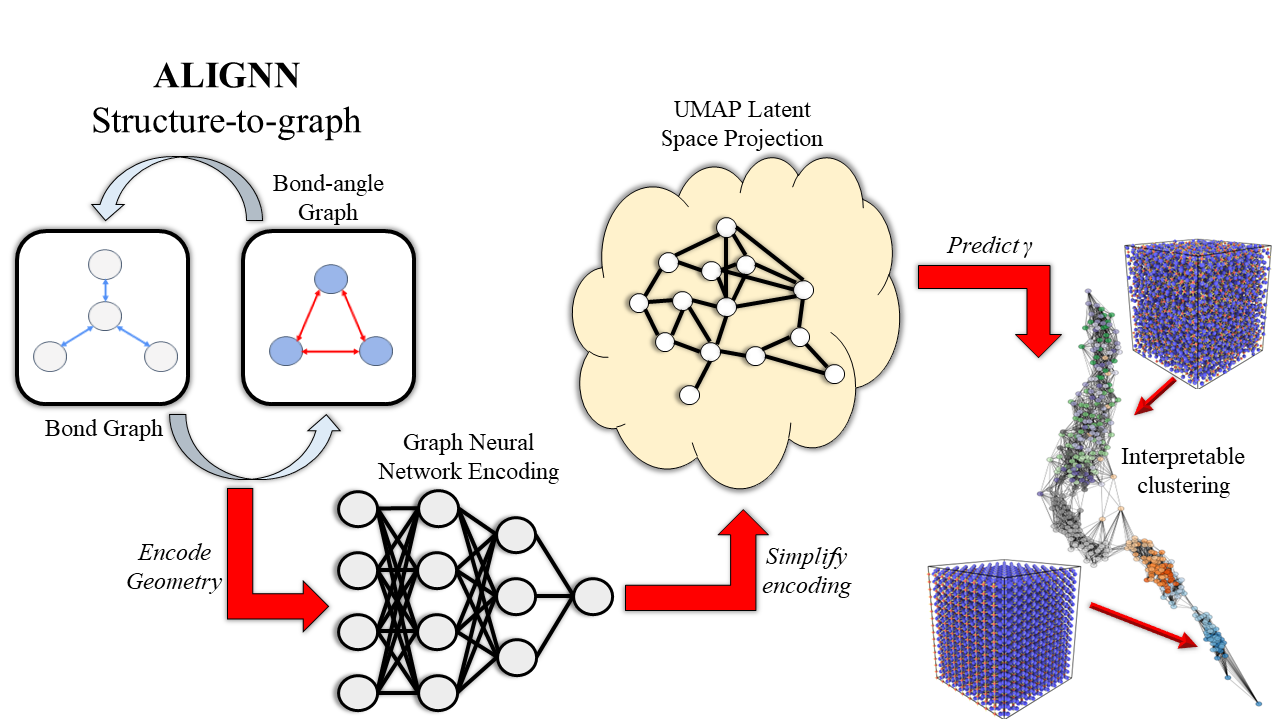 ALIGNN
Structure-to-graph
Bond-angle
Graph
Bond Graph
Encode
Geometry
Graph Neural
Network Encoding
Simplify
encoding
UMAP Latent
Space Projection
Predict γ
Interpretable
clustering